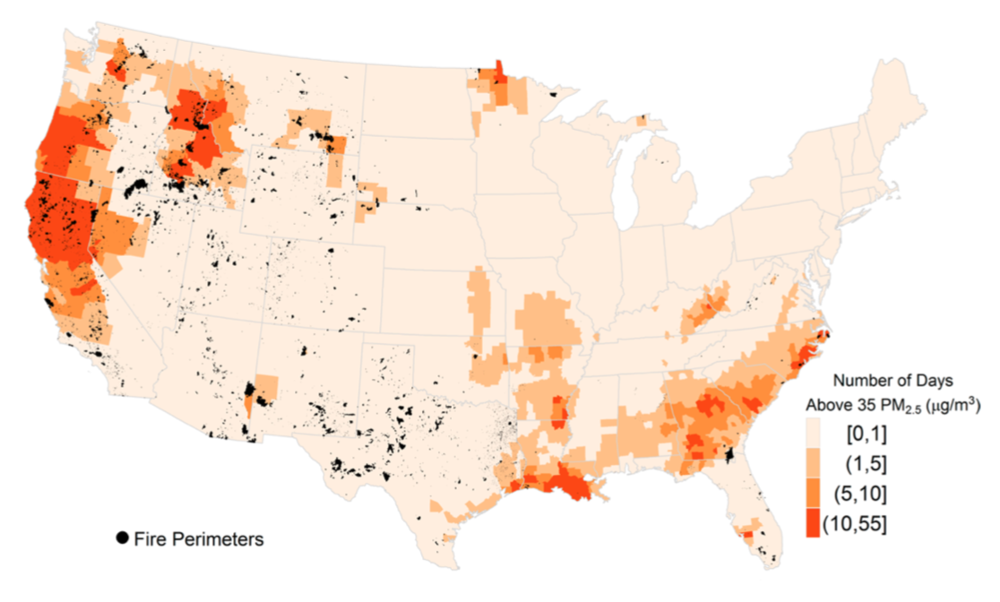 Number of Days
Above 35 PM2.5 (μg/m³)
[0,1]
(1,5]
(5,10]
(10,55]
Fire Perimeters